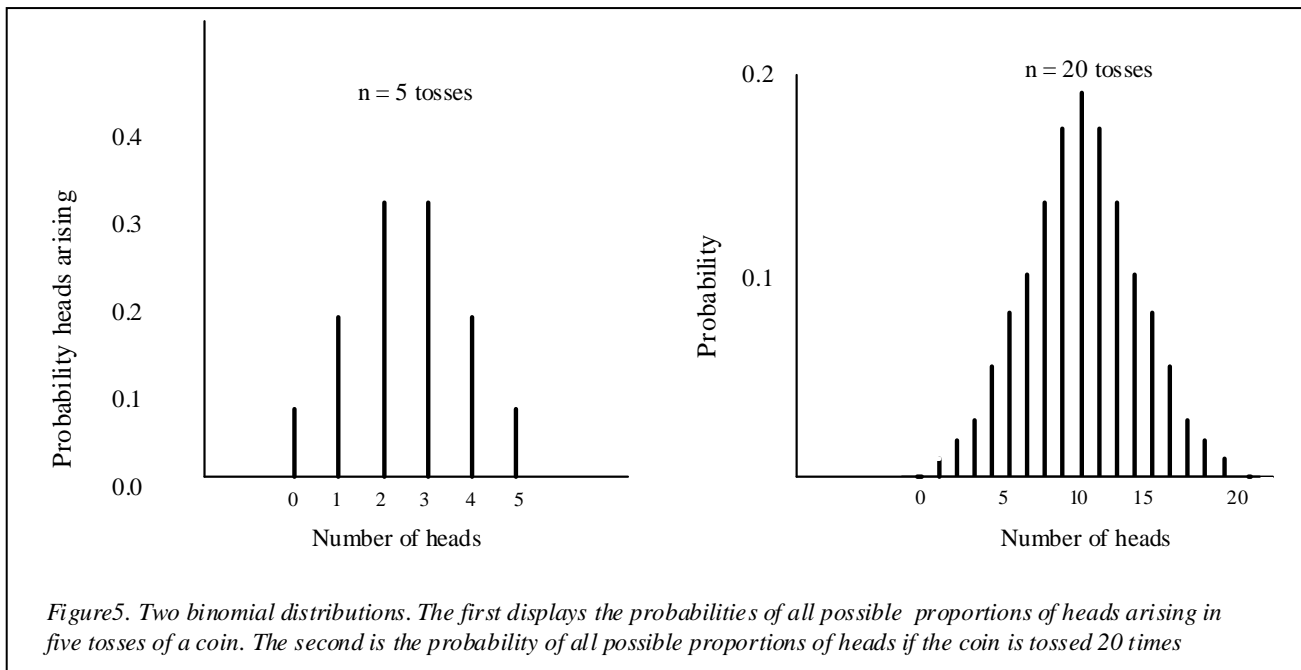 n = 5 tosses
0.4
0.3
0.2
0.1
0.0
Probability heads arising
0 1 2 3 4 5
Number of heads
n = 20 tosses
0.2
0.1
Probability
0 5 10 15 20
Number of heads
Figure5. Two binomial distributions. The first displays the probabilities of all possible proportions of heads arising in
five tosses of a coin. The second is the probability of all possible proportions of heads if the coin is tossed 20 times